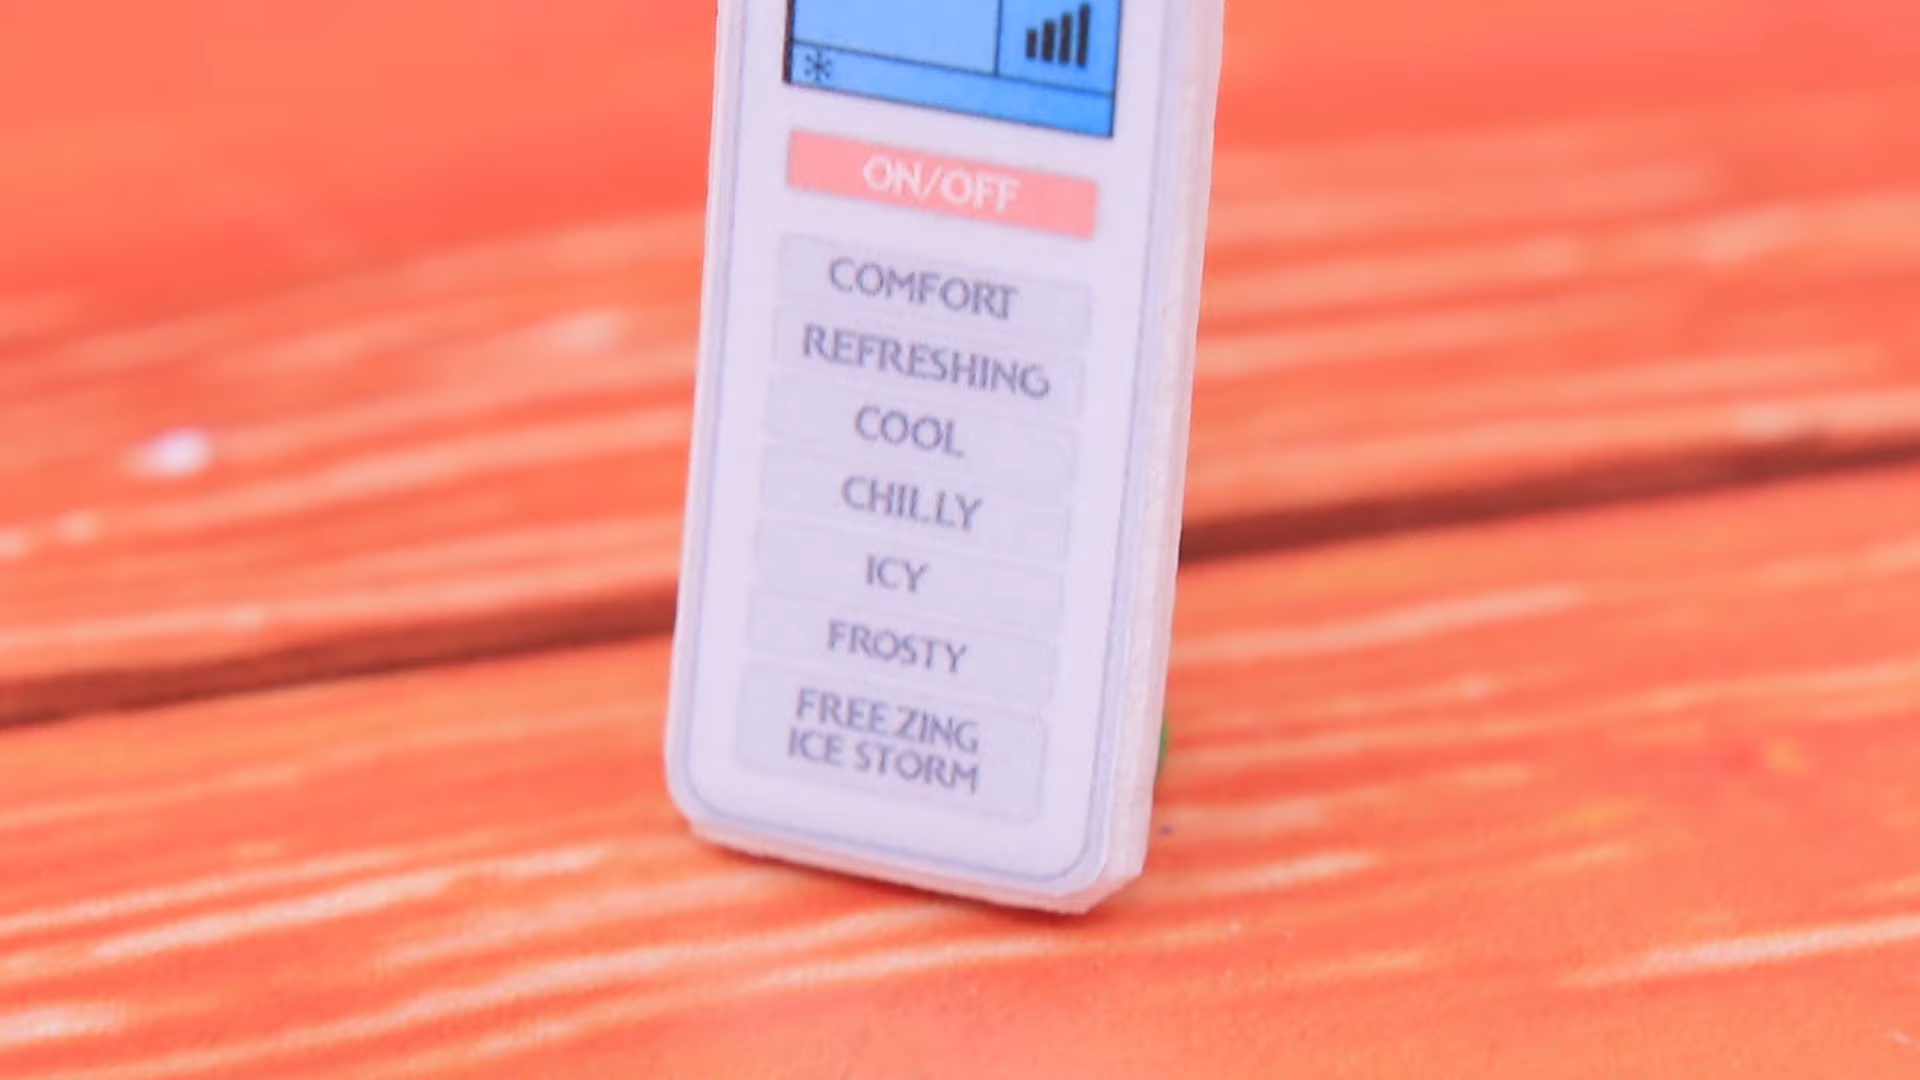 ON/OFF
COMFORT
REFRESHING
COOL
CHILLY
ICY
FROSTY
FREEZING
ICE STORM